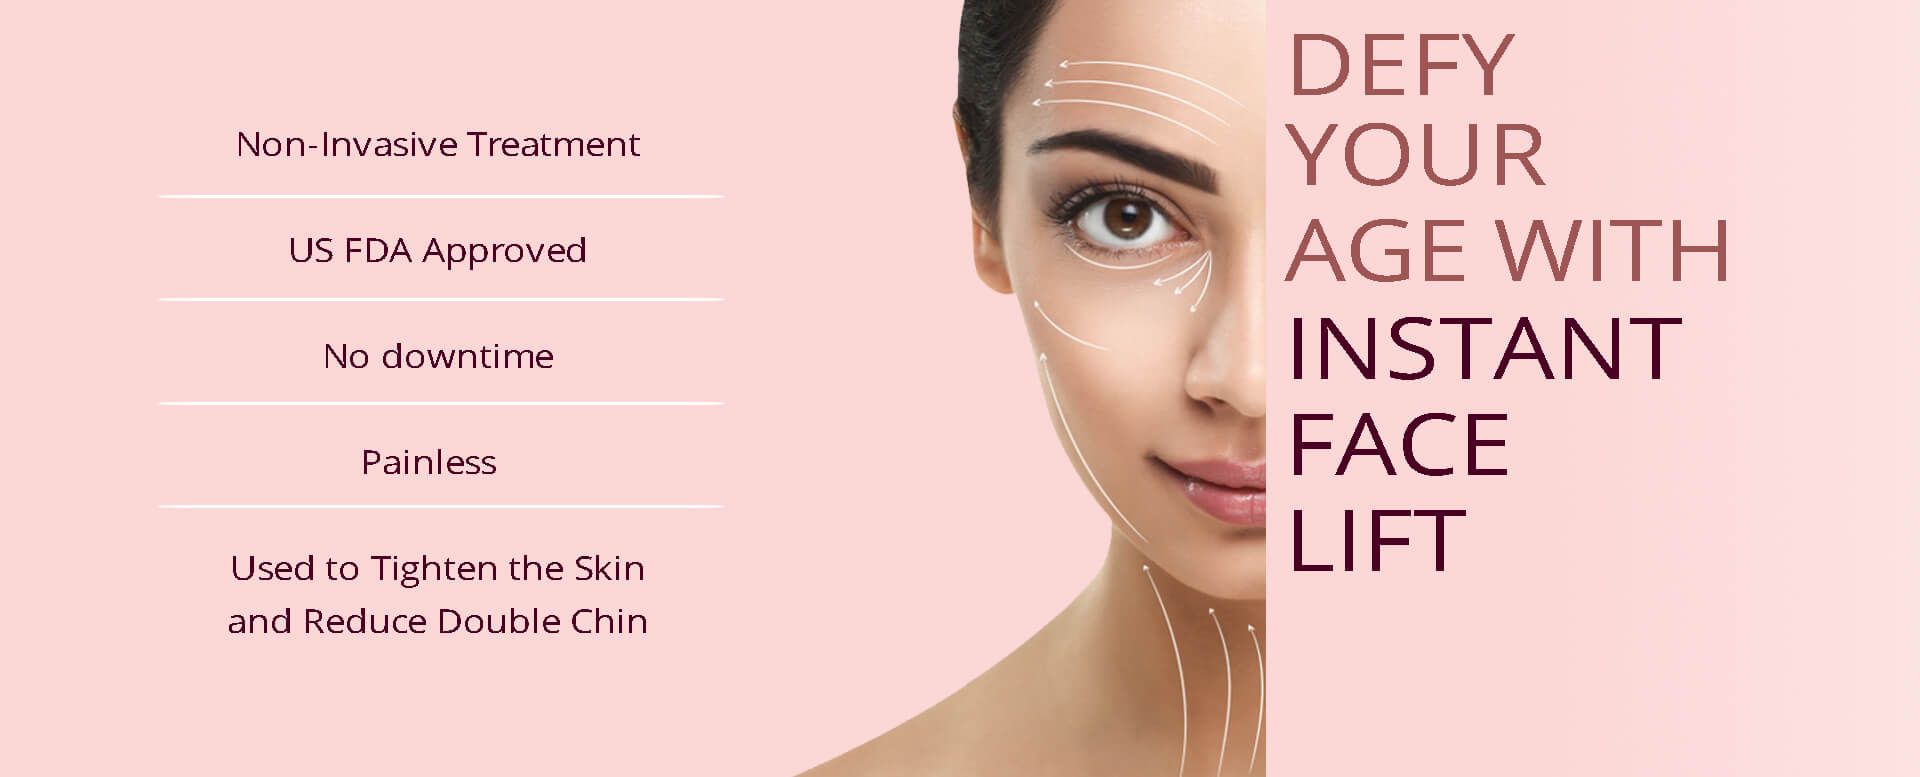 Non-Invasive Treatment
US FDA Approved
No downtime
Painless
Used to Tighten the Skin
and Reduce Double Chin
DEFY
YOUR
AGE WITH
INSTANT
FACE
LIFT